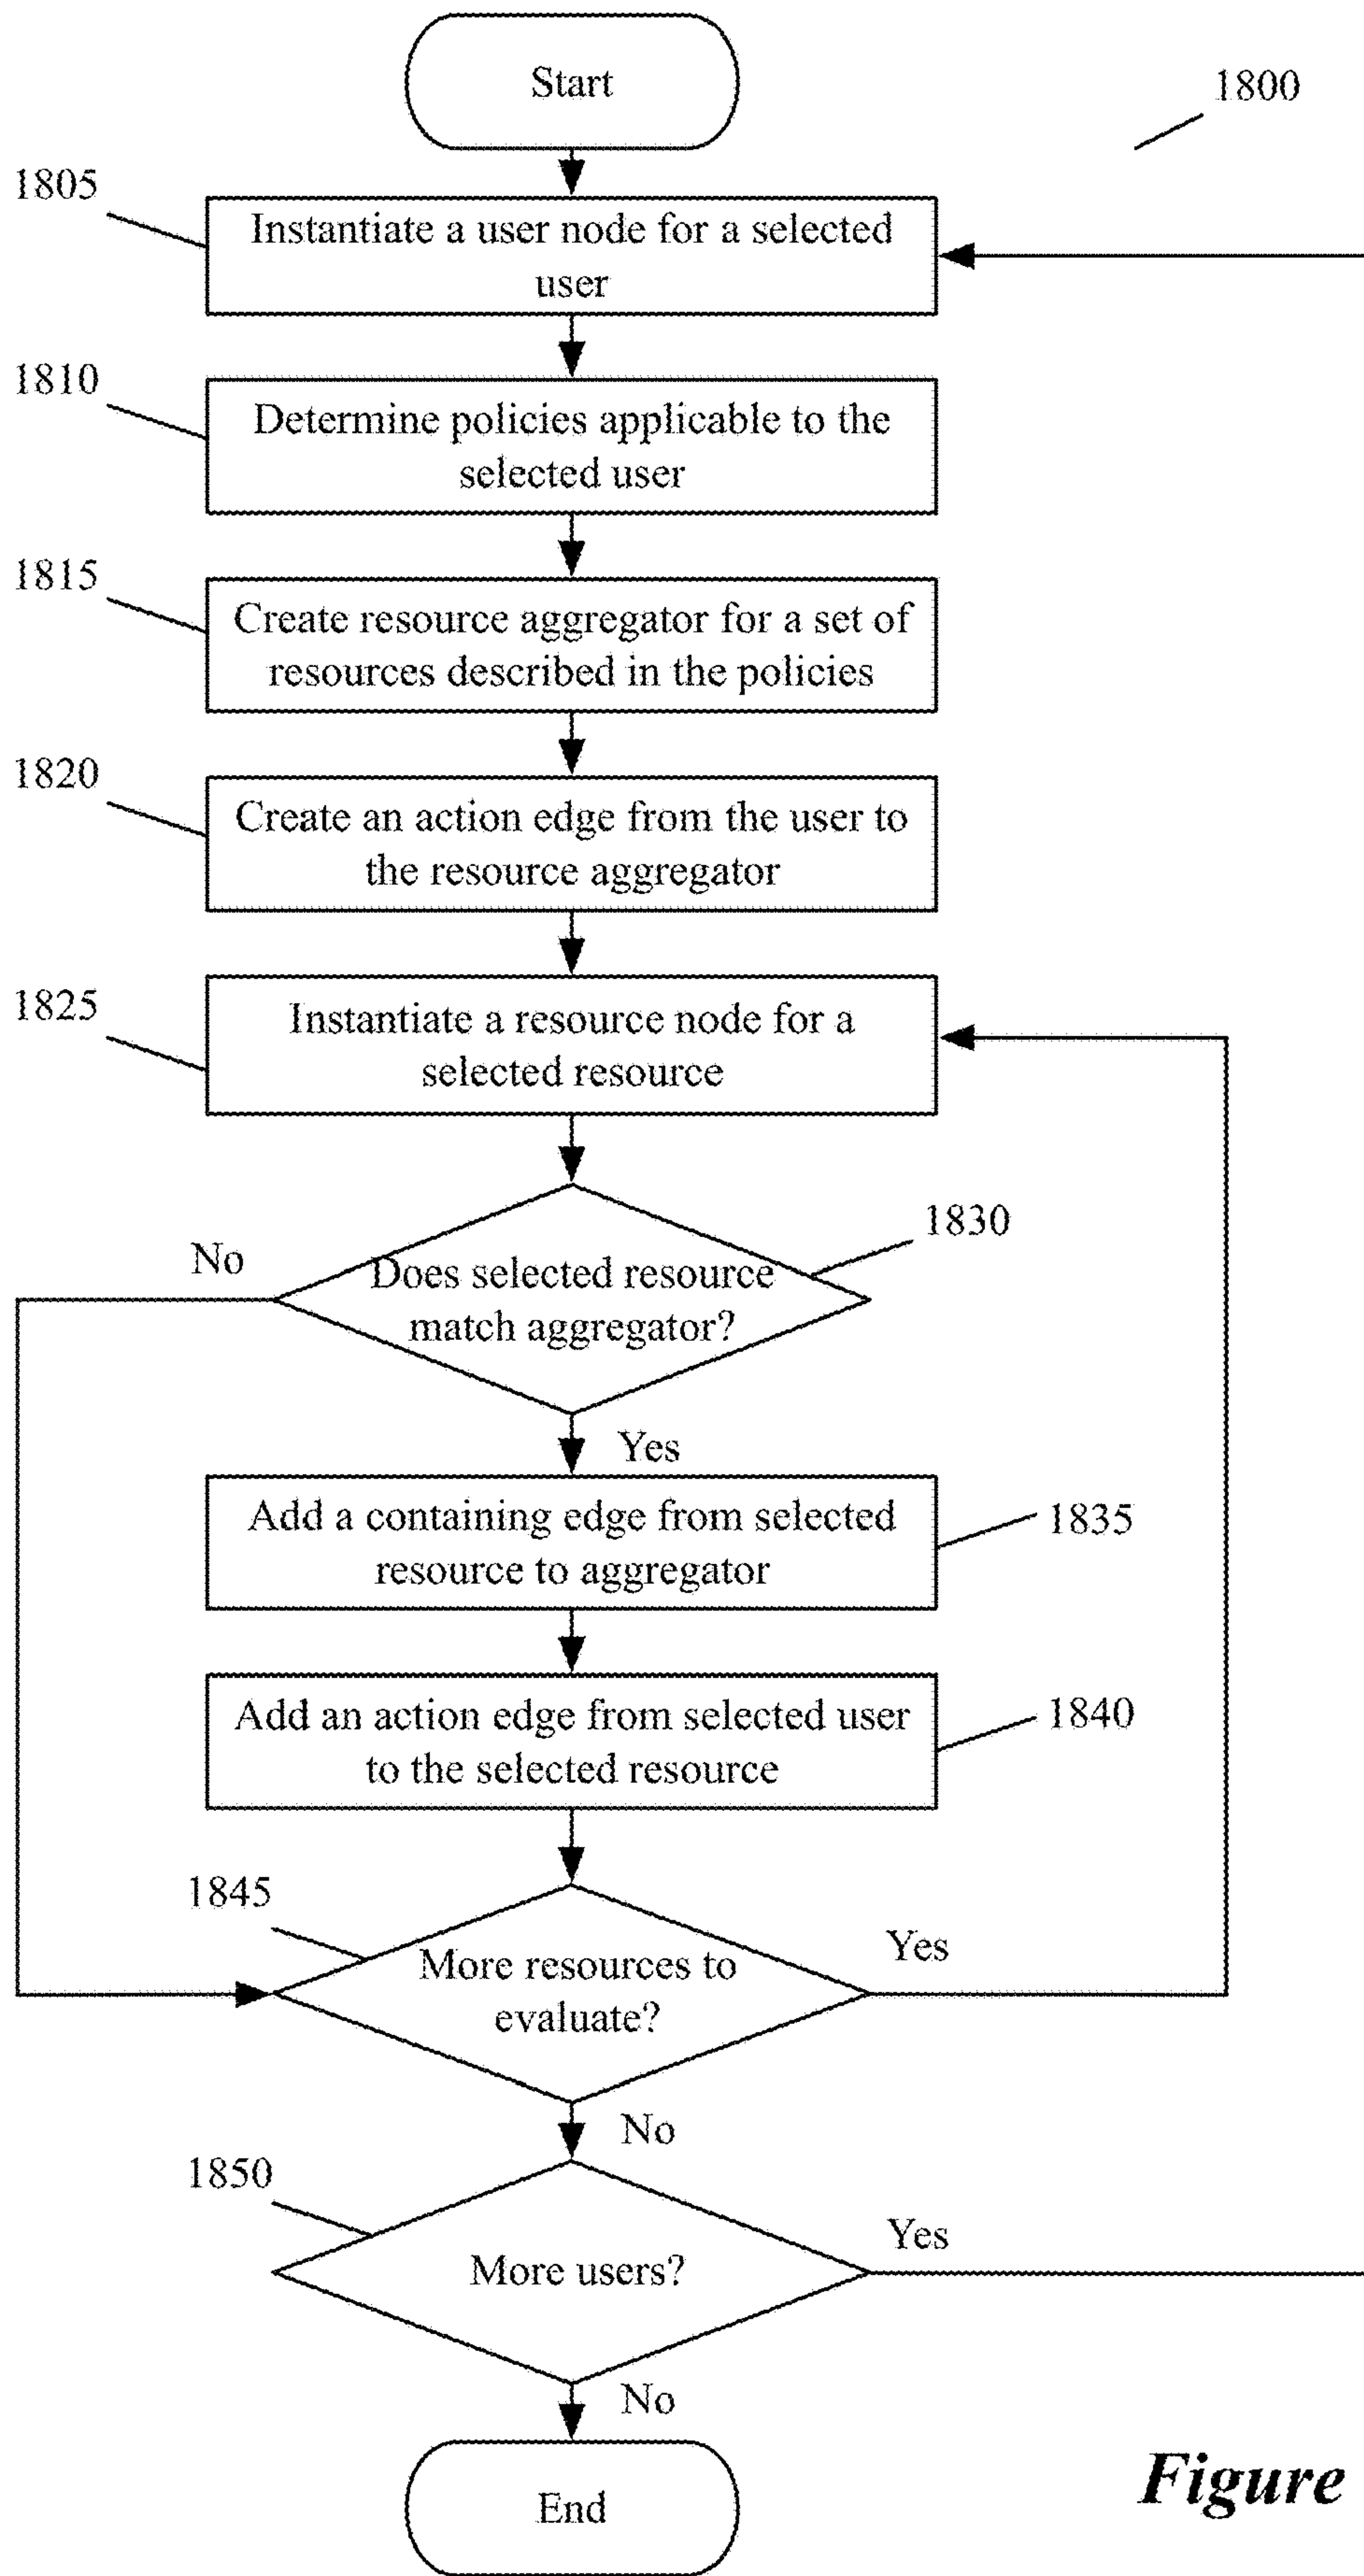 Start
1800
1805
Instantiate a user node for a selected
user
1810
Determine policies applicable to the
selected user
1815
Create resource aggregator for a set of
resources described in the policies
1820
Create an action edge from the user to
the resource aggregator
1825
Instantiate a resource node for a
selected resource
1830
No
Does selected resource
match aggregator?
Yes
Add a containing edge from selected
resource to aggregator
1835
Add an action edge from selected user
to the selected resource
1840
1845
More resources to
evaluate?
Yes
No
1850
More users?
Yes
No
End
Figure